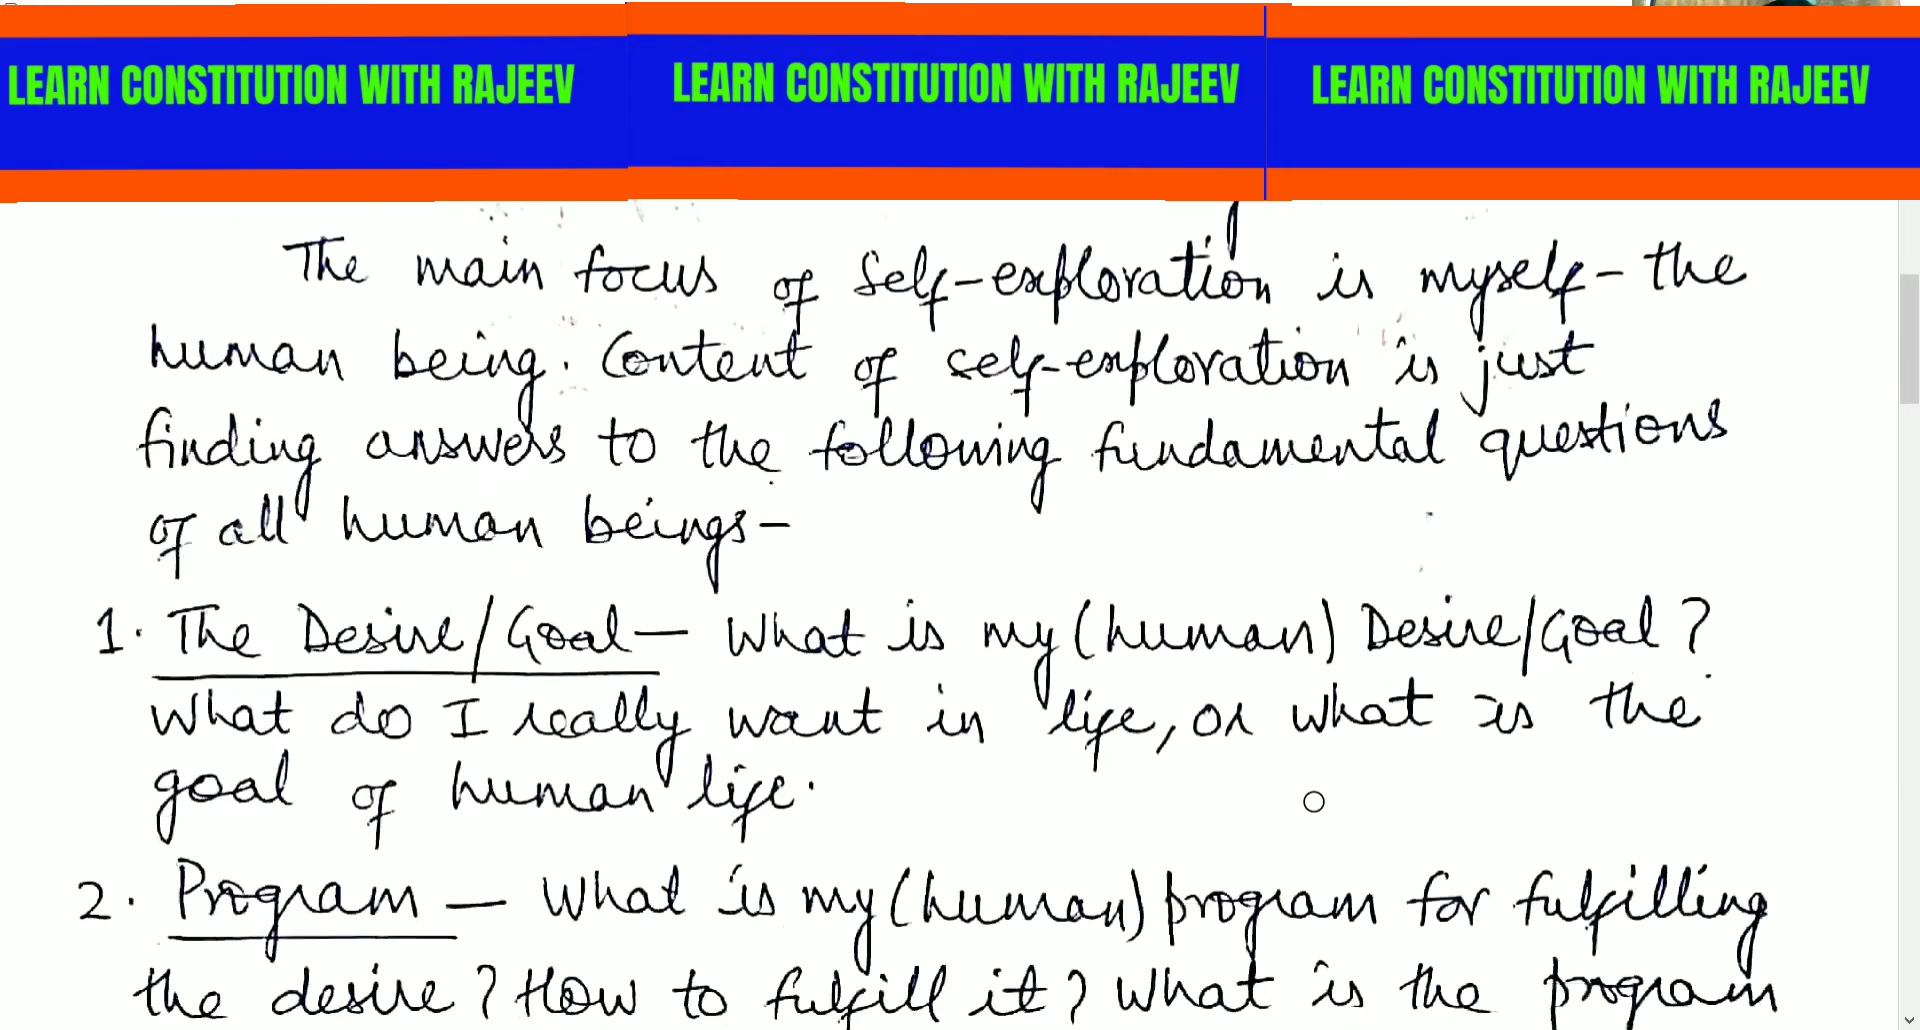 LEARN CONSTITUTION WITH RAJEEV LEARN CONSTITUTION WITH RAJEEV LEARN CONSTITUTION WITH RAJEEV
The main focus of Self-exploration is myself - the
human being. Content of self-exploration is just
finding answers to the following fundamental questions
of all human beings -
1. The Desire/Goal - What is my (human) Desire/Goal?
What do I really want in life, or what is the
goal of human life.
2. Program - What is my (human) program for fulfilling
the desire? How to fulfill it? What is the program